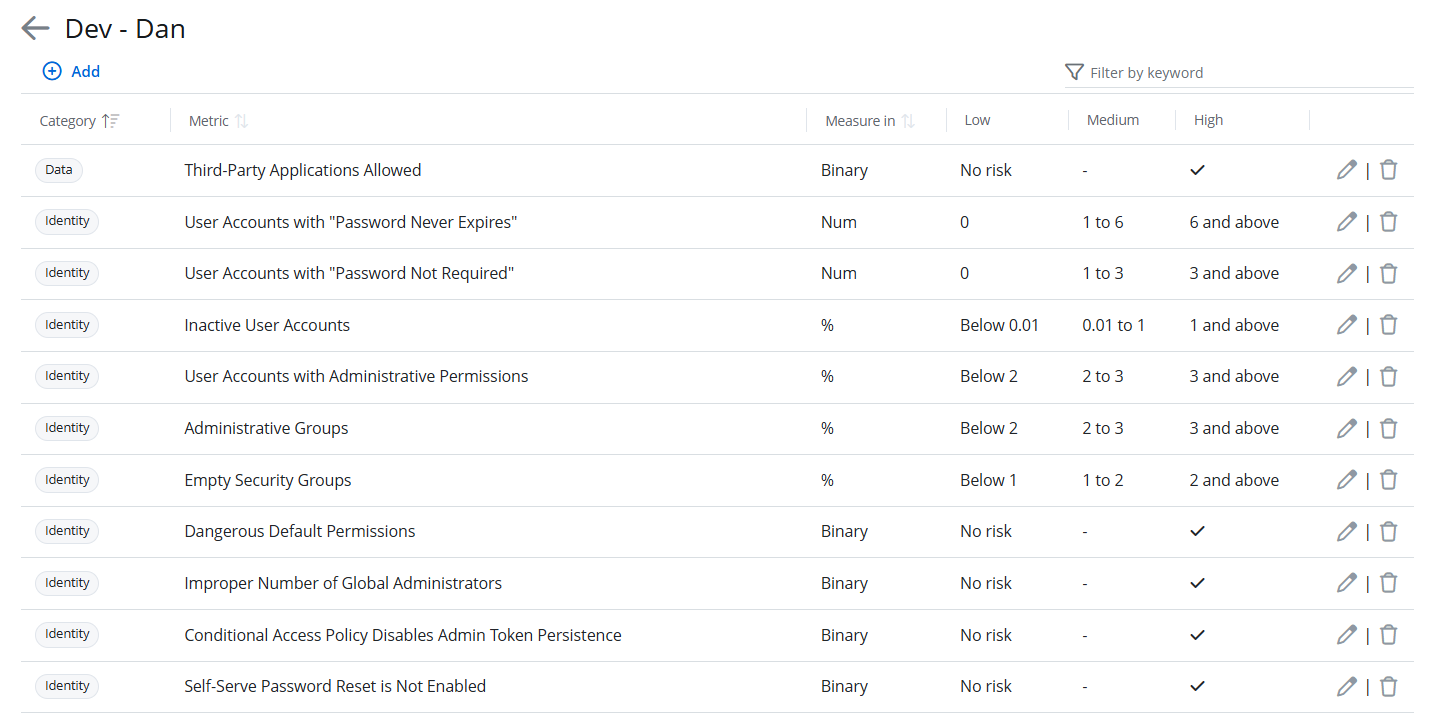 Dev - Dan
Add
Filter by keyword
Category Metric Measure in Low Medium High
Data Third-Party Applications Allowed Binary No risk - ✓ |
Identity User Accounts with "Password Never Expires" Num 0 1 to 6 6 and above |
Identity User Accounts with "Password Not Required" Num 0 1 to 3 3 and above |
Identity Inactive User Accounts % Below 0.01 0.01 to 1 1 and above |
Identity User Accounts with Administrative Permissions % Below 2 2 to 3 3 and above |
Identity Administrative Groups % Below 2 2 to 3 3 and above |
Identity Empty Security Groups % Below 1 1 to 2 2 and above |
Identity Dangerous Default Permissions Binary No risk - ✓ |
Identity Improper Number of Global Administrators Binary No risk - ✓ |
Identity Conditional Access Policy Disables Admin Token Persistence Binary No risk - ✓ |
Identity Self-Serve Password Reset is Not Enabled Binary No risk - ✓ |